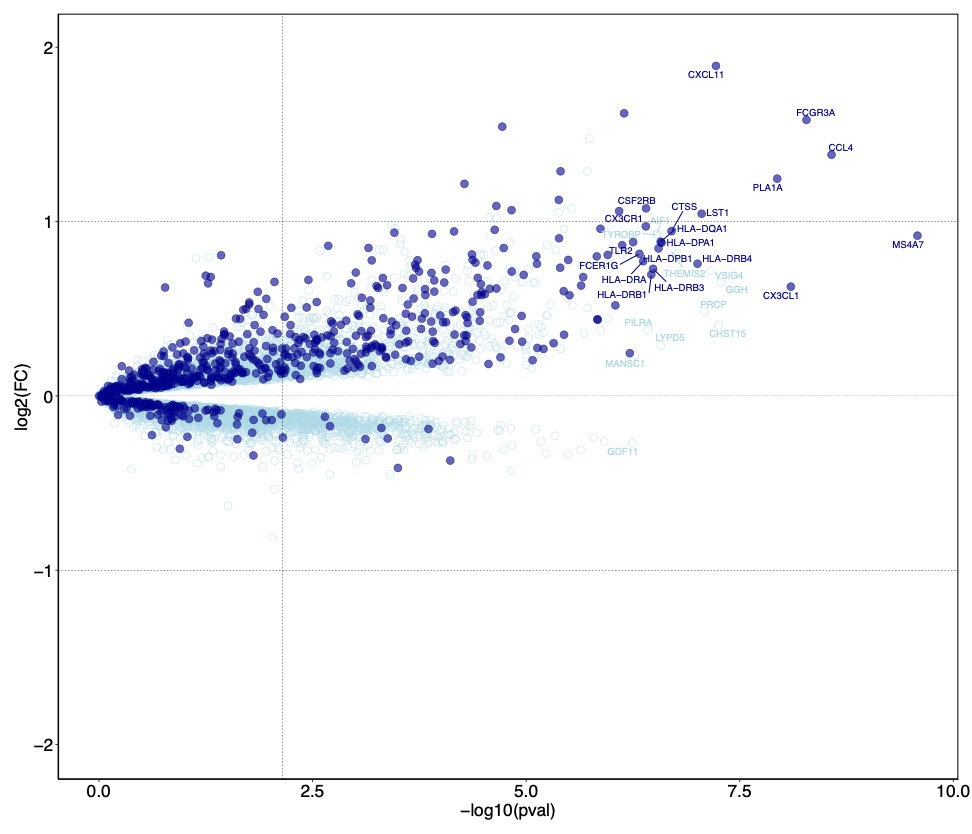 2
CXCL11
FCGR3A
CCL4
PLA1A
CSF2RB
CTSS
LST1
1
CX3CR1
AIF1
HLA−DQA1
TYROBP
HLA−DPA1
MS4A7
TLR2
HLA−DPB1
HLA−DRB4
FCER1G
THEMIS2
VSIG4
HLA−DRA
HLA−DRB3
GGH
HLA−DRB1
CX3CL1
PRCP
PILRA
CHST15
LYPD5
MANSC1
log2(FC)
0
GDF11
−1
−2
0.0
2.5
5.0
7.5
10.0
−log10(pval)